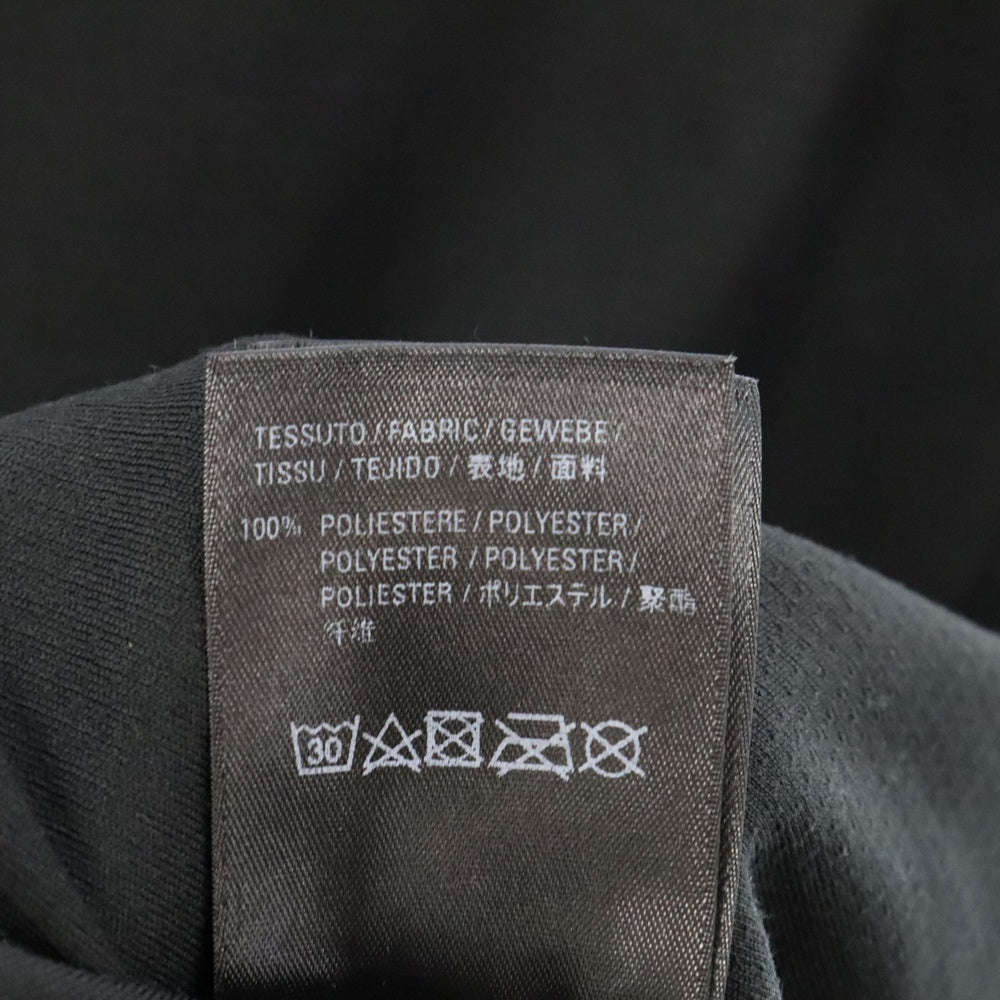 TESSUTO / FABRIC / GEWEBE /
TISSU / TEJIDO / 表地 / 面料
100% POLIESTERE / POLYESTER /
POLYESTER / POLYESTER /
POLIESTER / ポリエステル / 聚酯
纤维
30